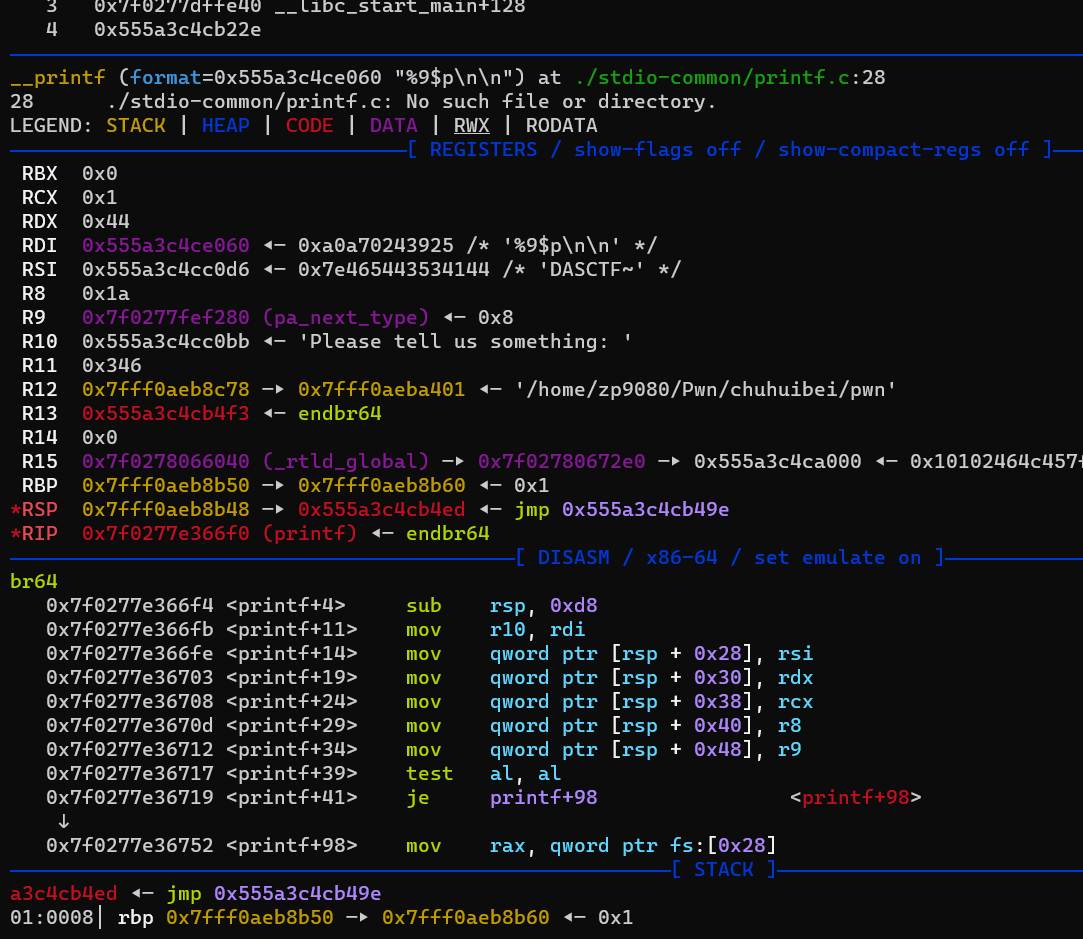 3   0x7f0277dffe40 __libc_start_main+128
4   0x555a3c4cb22e
__printf (format=0x555a3c4ce060 "%9$p\n\n") at ./stdio-common/printf.c:28
28      ./stdio-common/printf.c: No such file or directory.
LEGEND: STACK | HEAP | CODE | DATA | RWX | RODATA
[ REGISTERS / show-flags off / show-compact-regs off ]
RBX  0x0
RCX  0x1
RDX  0x44
RDI  0x555a3c4ce060 ◂— 0xa0a70243925 /* '%9$p\n\n' */
RSI  0x555a3c4cc0d6 ◂— 0x7e465443534144 /* 'DASCTF~' */
R8   0x1a
R9   0x7f0277fef280 (pa_next_type) ◂— 0x8
R10  0x555a3c4cc0bb ◂— 'Please tell us something: '
R11  0x346
R12  0x7fff0aeb8c78 —▸ 0x7fff0aeba401 ◂— '/home/zp9080/Pwn/chuhuibei/pwn'
R13  0x555a3c4cb4f3 ◂— endbr64
R14  0x0
R15  0x7f0278066040 (_rtld_global) —▸ 0x7f02780672e0 —▸ 0x555a3c4ca000 ◂— 0x10102464c457f
RBP  0x7fff0aeb8b50 —▸ 0x7fff0aeb8b60 ◂— 0x1
*RSP  0x7fff0aeb8b48 —▸ 0x555a3c4cb4ed ◂— jmp 0x555a3c4cb49e
*RIP  0x7f0277e366f0 (printf) ◂— endbr64
[ DISASM / x86-64 / set emulate on ]
br64
0x7f0277e366f4 <printf+4>     sub    rsp, 0xd8
0x7f0277e366fb <printf+11>    mov    r10, rdi
0x7f0277e366fe <printf+14>    mov    qword ptr [rsp + 0x28], rsi
0x7f0277e36703 <printf+19>    mov    qword ptr [rsp + 0x30], rdx
0x7f0277e36708 <printf+24>    mov    qword ptr [rsp + 0x38], rcx
0x7f0277e3670d <printf+29>    mov    qword ptr [rsp + 0x40], r8
0x7f0277e36712 <printf+34>    mov    qword ptr [rsp + 0x48], r9
0x7f0277e36717 <printf+39>    test   al, al
0x7f0277e36719 <printf+41>    je     printf+98                <printf+98>
↓
0x7f0277e36752 <printf+98>    mov    rax, qword ptr fs:[0x28]
[ STACK ]
a3c4cb4ed ◂— jmp 0x555a3c4cb49e
01:0008│ rbp 0x7fff0aeb8b50 —▸ 0x7fff0aeb8b60 ◂— 0x1